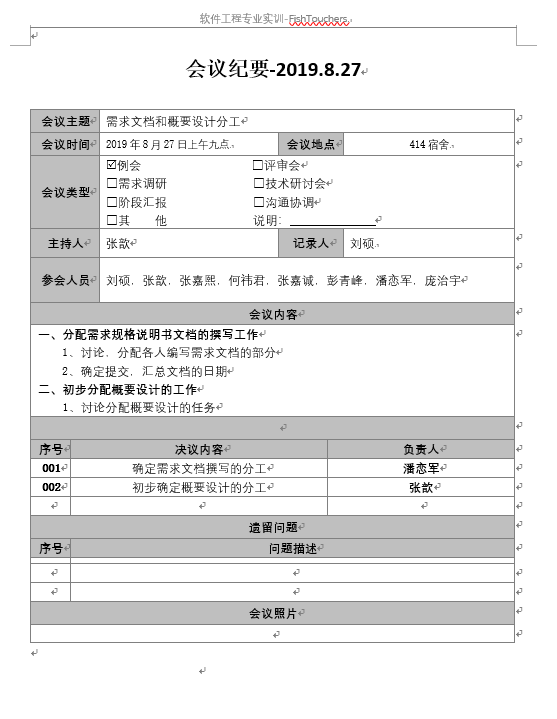 软件工程专业实训-FishTouchers
会议纪要-2019.8.27
会议主题 需求文档和概要设计分工
会议时间 2019年8月27日上午九点 会议地点 414宿舍
会议类型 ☑例会 □评审会
□需求调研 □技术研讨会
□阶段汇报 □沟通协调
□其 他 说明：
主持人 张歆 记录人 刘硕
参会人员 刘硕，张歆，张嘉熙，何祎君，张嘉诚，彭青峰，潘恋军，庞治宇
会议内容
一、分配需求规格说明书文档的撰写工作
1、讨论，分配各人编写需求文档的部分
2、确定提交，汇总文档的日期
二、初步分配概要设计的工作
1、讨论分配概要设计的任务
序号 决议内容 负责人
001 确定需求文档撰写的分工 潘恋军
002 初步确定概要设计的分工 张歆
遗留问题
序号 问题描述
会议照片